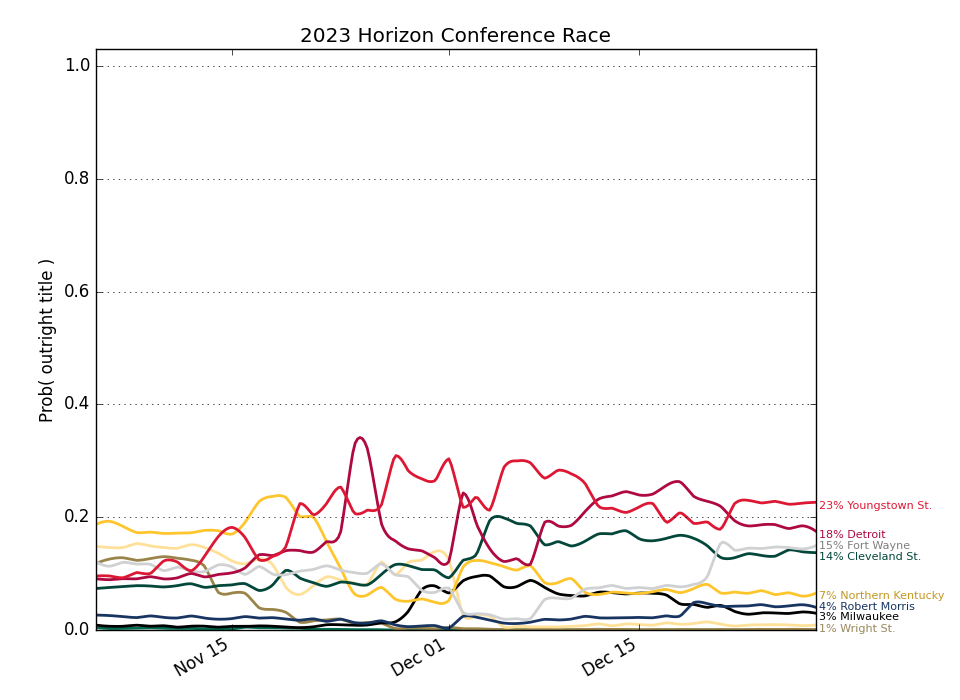 2023 Horizon Conference Race
1.0
0.8
0.6
0.4
0.2
0.0
Prob( outright title )
Nov 15
Dec 01
Dec 15
23% Youngstown St.
18% Detroit
15% Fort Wayne
14% Cleveland St.
7% Northern Kentucky
4% Robert Morris
3% Milwaukee
1% Wright St.